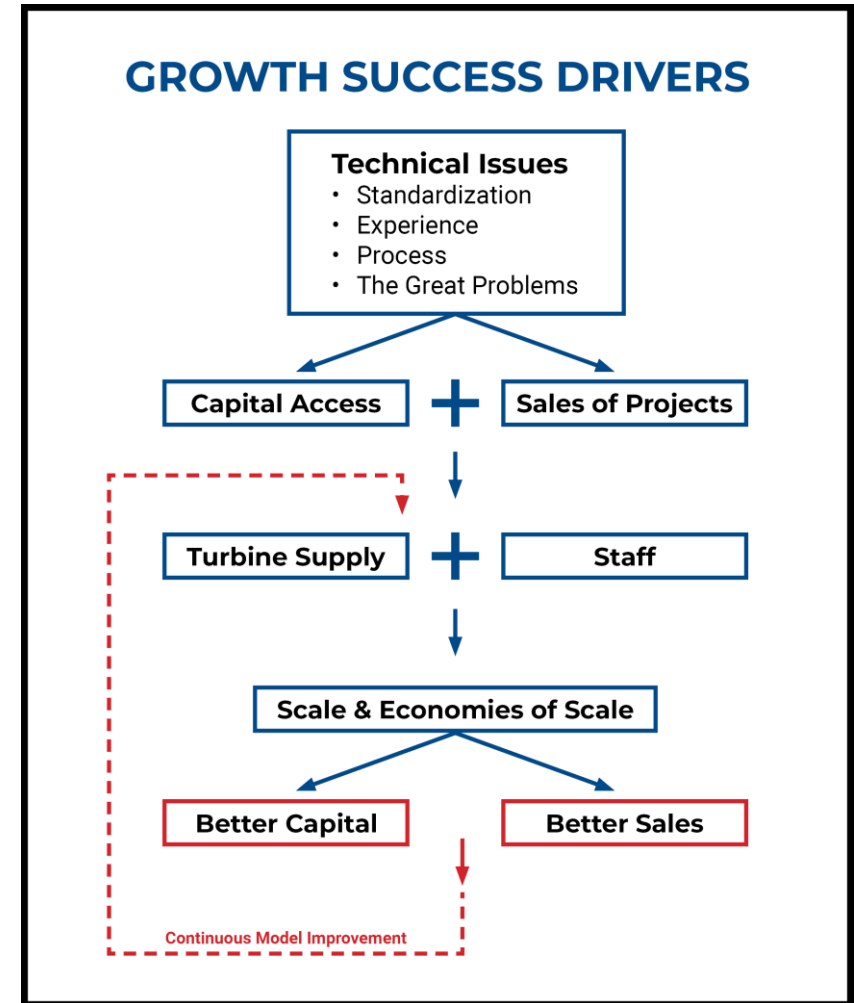 GROWTH SUCCESS DRIVERS
Technical Issues
• Standardization
• Experience
• Process
• The Great Problems
Capital Access + Sales of Projects
Turbine Supply + Staff
Scale & Economies of Scale
Better Capital
Better Sales
Continuous Model Improvement